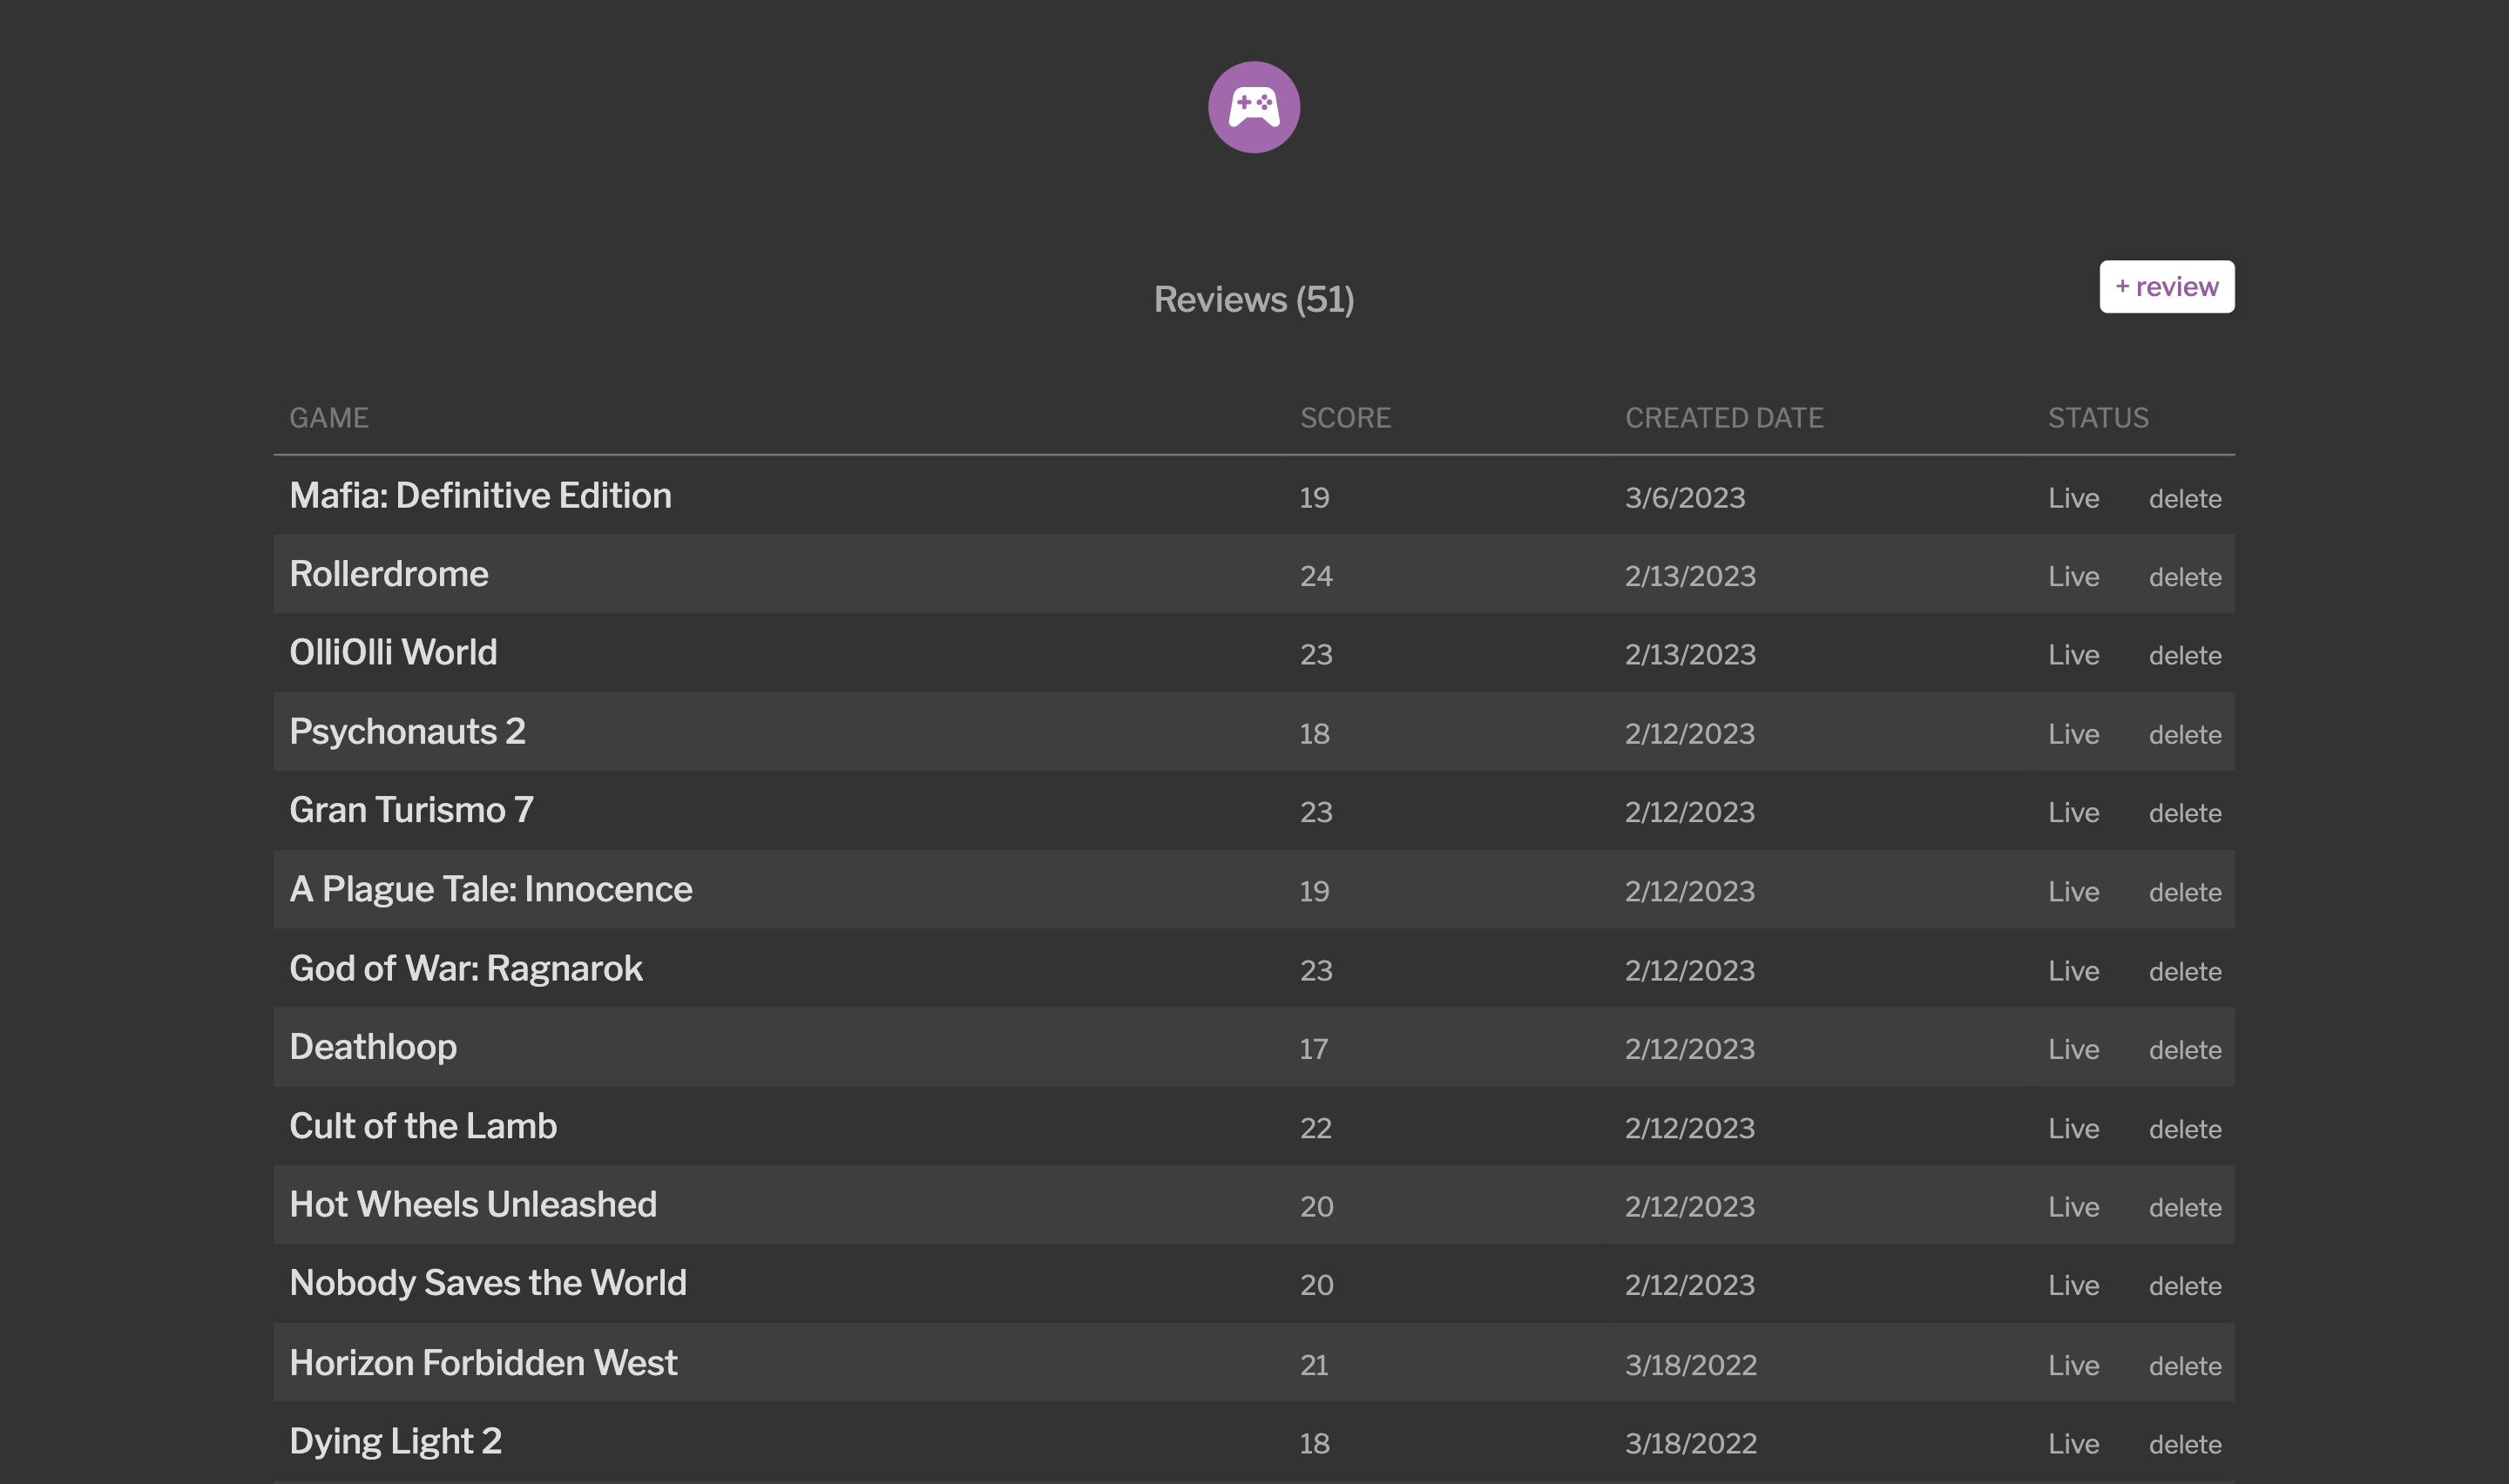 Reviews (51)
+ review
GAME SCORE CREATED DATE STATUS
Mafia: Definitive Edition 19 3/6/2023 Live delete
Rollerdrome 24 2/13/2023 Live delete
OlliOlli World 23 2/13/2023 Live delete
Psychonauts 2 18 2/12/2023 Live delete
Gran Turismo 7 23 2/12/2023 Live delete
A Plague Tale: Innocence 19 2/12/2023 Live delete
God of War: Ragnarok 23 2/12/2023 Live delete
Deathloop 17 2/12/2023 Live delete
Cult of the Lamb 22 2/12/2023 Live delete
Hot Wheels Unleashed 20 2/12/2023 Live delete
Nobody Saves the World 20 2/12/2023 Live delete
Horizon Forbidden West 21 3/18/2022 Live delete
Dying Light 2 18 3/18/2022 Live delete